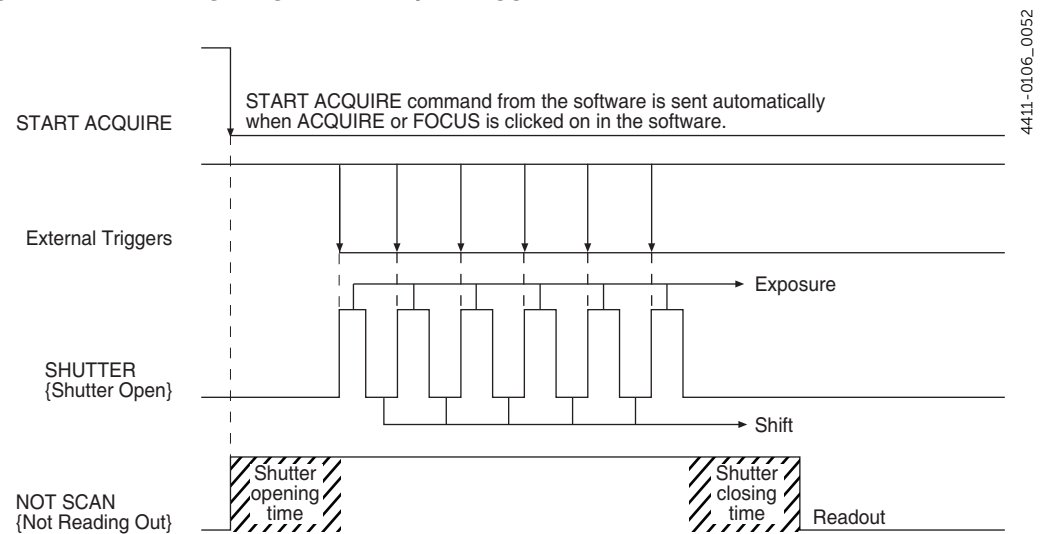 4411-0106_0052
START ACQUIRE command from the software is sent automatically
when ACQUIRE or FOCUS is clicked on in the software.
START ACQUIRE
External Triggers
Exposure
SHUTTER
{Shutter Open}
Shift
Shutter
opening
time
Shutter
closing
time
NOT SCAN
{Not Reading Out}
Readout